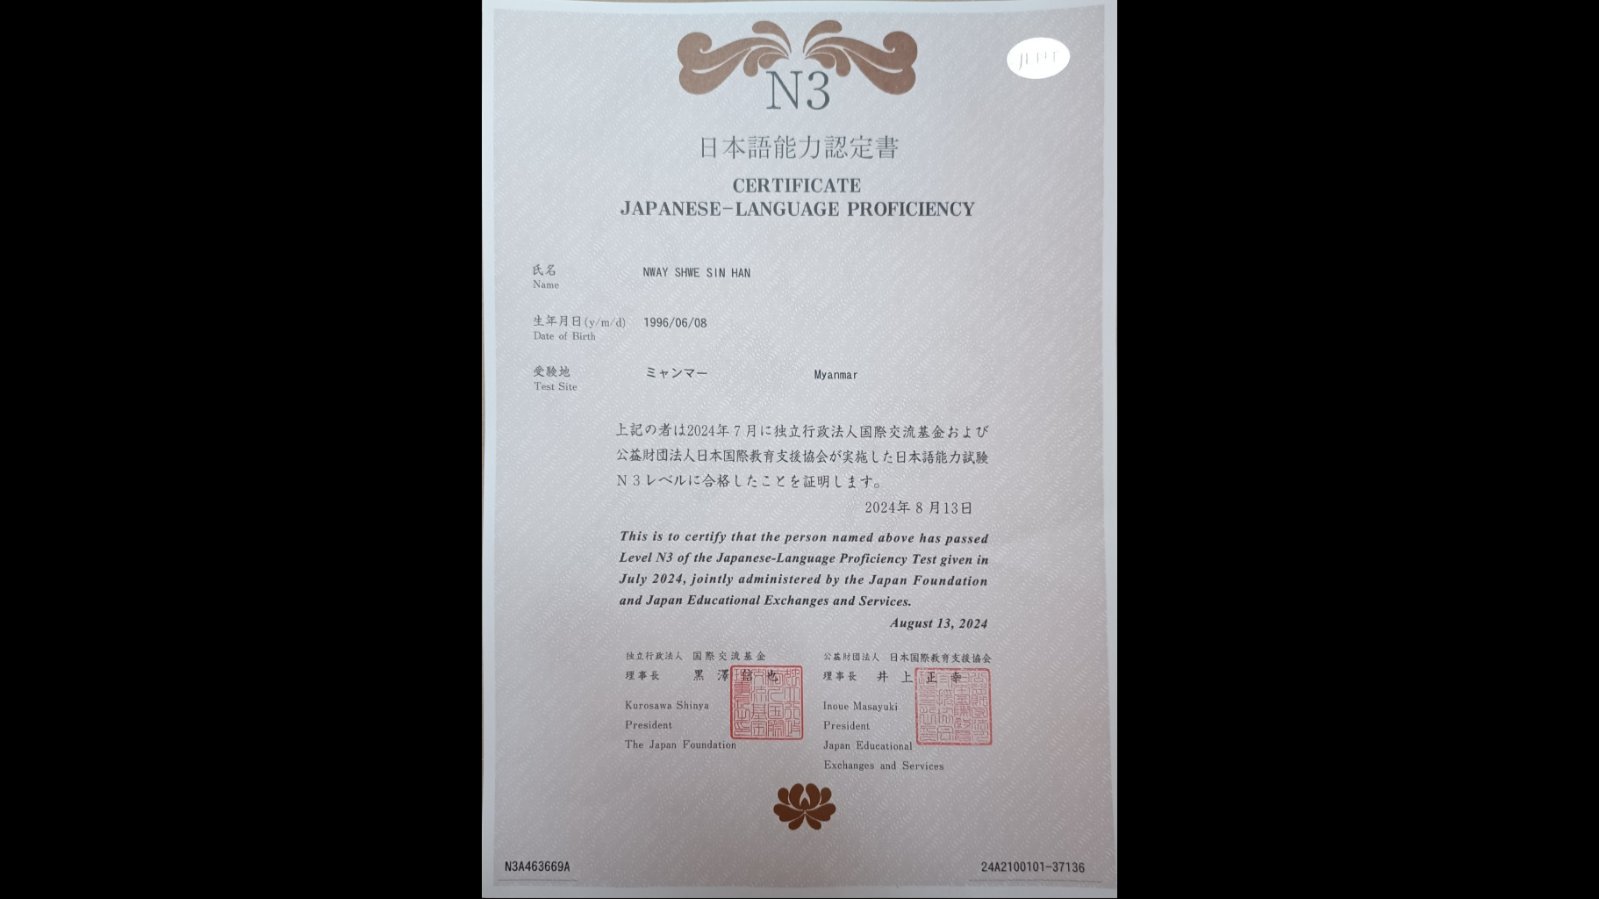 N3
日本語能力認定書
CERTIFICATE
JAPANESE-LANGUAGE PROFICIENCY
氏名
Name
NWAY SHWE SIN HAN
生年月日(y/m/d)
Date of Birth
1996/06/08
受験地
Test Site
ミャンマー
Myanmar
上記の者は2024年7月に独立行政法人国際交流基金および
公益財団法人日本国際教育支援協会が実施した日本語能力試験
N3レベルに合格したことを証明します。
2024年8月13日
This is to certify that the person named above has passed
Level N3 of the Japanese-Language Proficiency Test given in
July 2024, jointly administered by the Japan Foundation
and Japan Educational Exchanges and Services.
August 13, 2024
独立行政法人 国際交流基金
理事長 黒澤信也
Kurosawa Shinya
President
The Japan Foundation
公益財団法人 日本国際教育支援協会
理事長 井上正幸
Inoue Masayuki
President
Japan Educational
Exchanges and Services
N3A463669A
24A2100101-37136